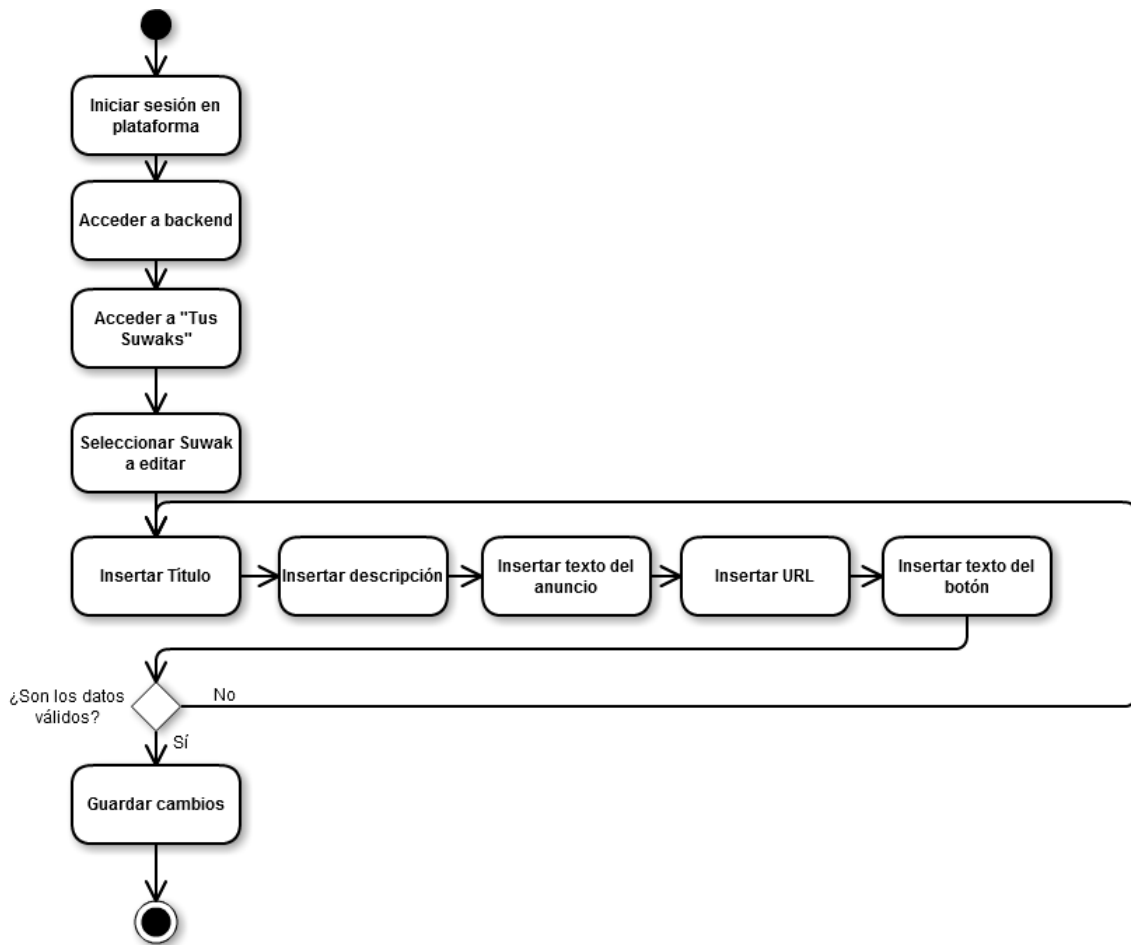 Iniciar sesión en
plataforma
Acceder a backend
Acceder a "Tus
Suwaks"
Seleccionar Suwak
a editar
Insertar Título
Insertar descripción
Insertar texto del
anuncio
Insertar URL
Insertar texto del
botón
¿Son los datos
válidos?
No
Sí
Guardar cambios